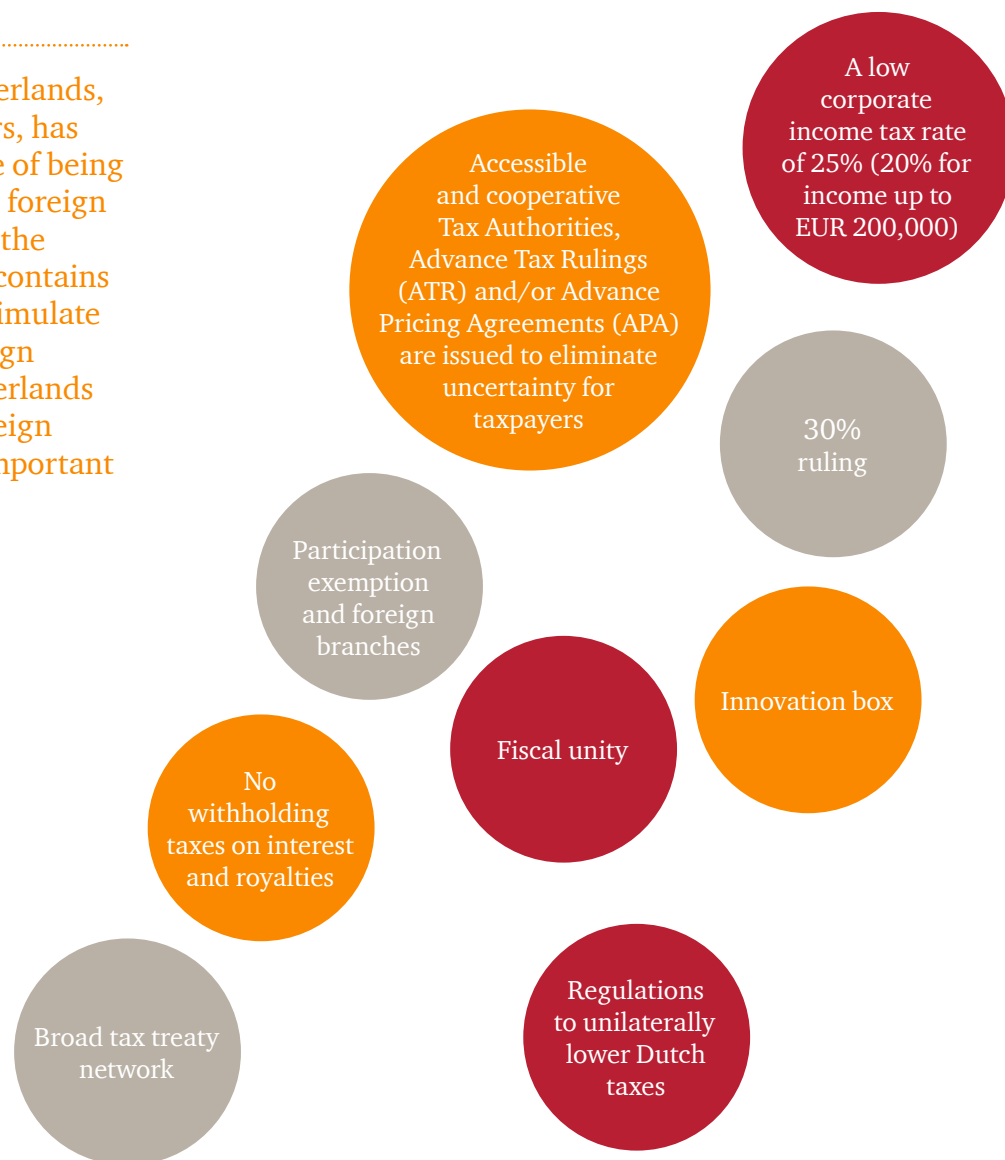 erlands,
rs, has
e of being
foreign
the
contains
imulate
ign
erlands
eign
nportant
A low
corporate
income tax rate
of 25% (20% for
income up to
EUR 200,000)
Accessible
and cooperative
Tax Authorities,
Advance Tax Rulings
(ATR) and/or Advance
Pricing Agreements (APA)
are issued to eliminate
uncertainty for
taxpayers
30%
ruling
Participation
exemption
and foreign
branches
Innovation box
Fiscal unity
No
withholding
taxes on interest
and royalties
Regulations
to unilaterally
lower Dutch
taxes
Broad tax treaty
network